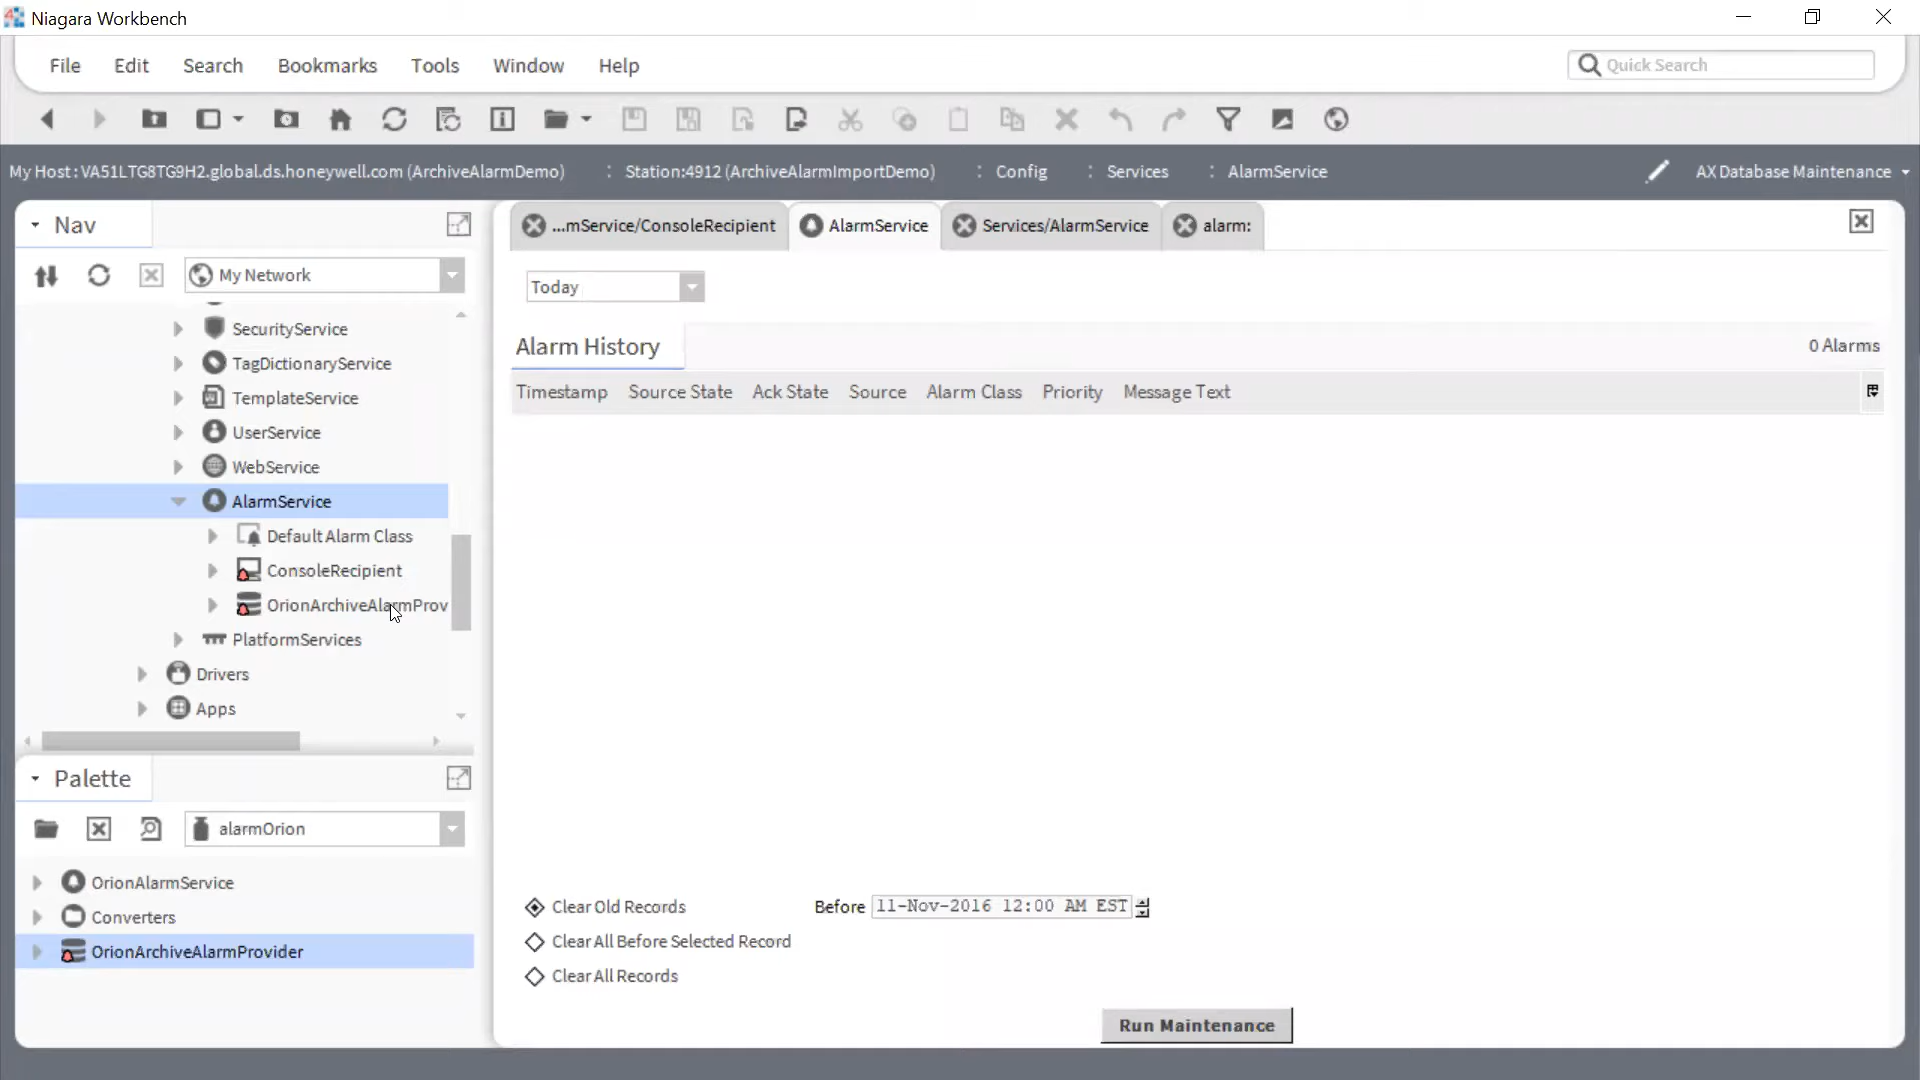 Niagara Workbench
File Edit Search Bookmarks Tools Window Help Quick Search
My Host : VA51LTG8TG9H2.global.ds.honeywell.com (ArchiveAlarmDemo) : Station:4912 (ArchiveAlarmImportDemo) : Config : Services : AlarmService AX Database Maintenance
Nav
My Network
SecurityService
TagDictionaryService
TemplateService
UserService
WebService
AlarmService
Default Alarm Class
ConsoleRecipient
OrionArchiveAlarmProv
PlatformServices
Drivers
Apps
Palette
alarmOrion
OrionAlarmService
Converters
OrionArchiveAlarmProvider
...mService/ConsoleRecipient AlarmService Services/AlarmService alarm:
Today
Alarm History 0 Alarms
Timestamp Source State Ack State Source Alarm Class Priority Message Text
Clear Old Records Before 11-Nov-2016 12:00 AM EST
Clear All Before Selected Record
Clear All Records
Run Maintenance